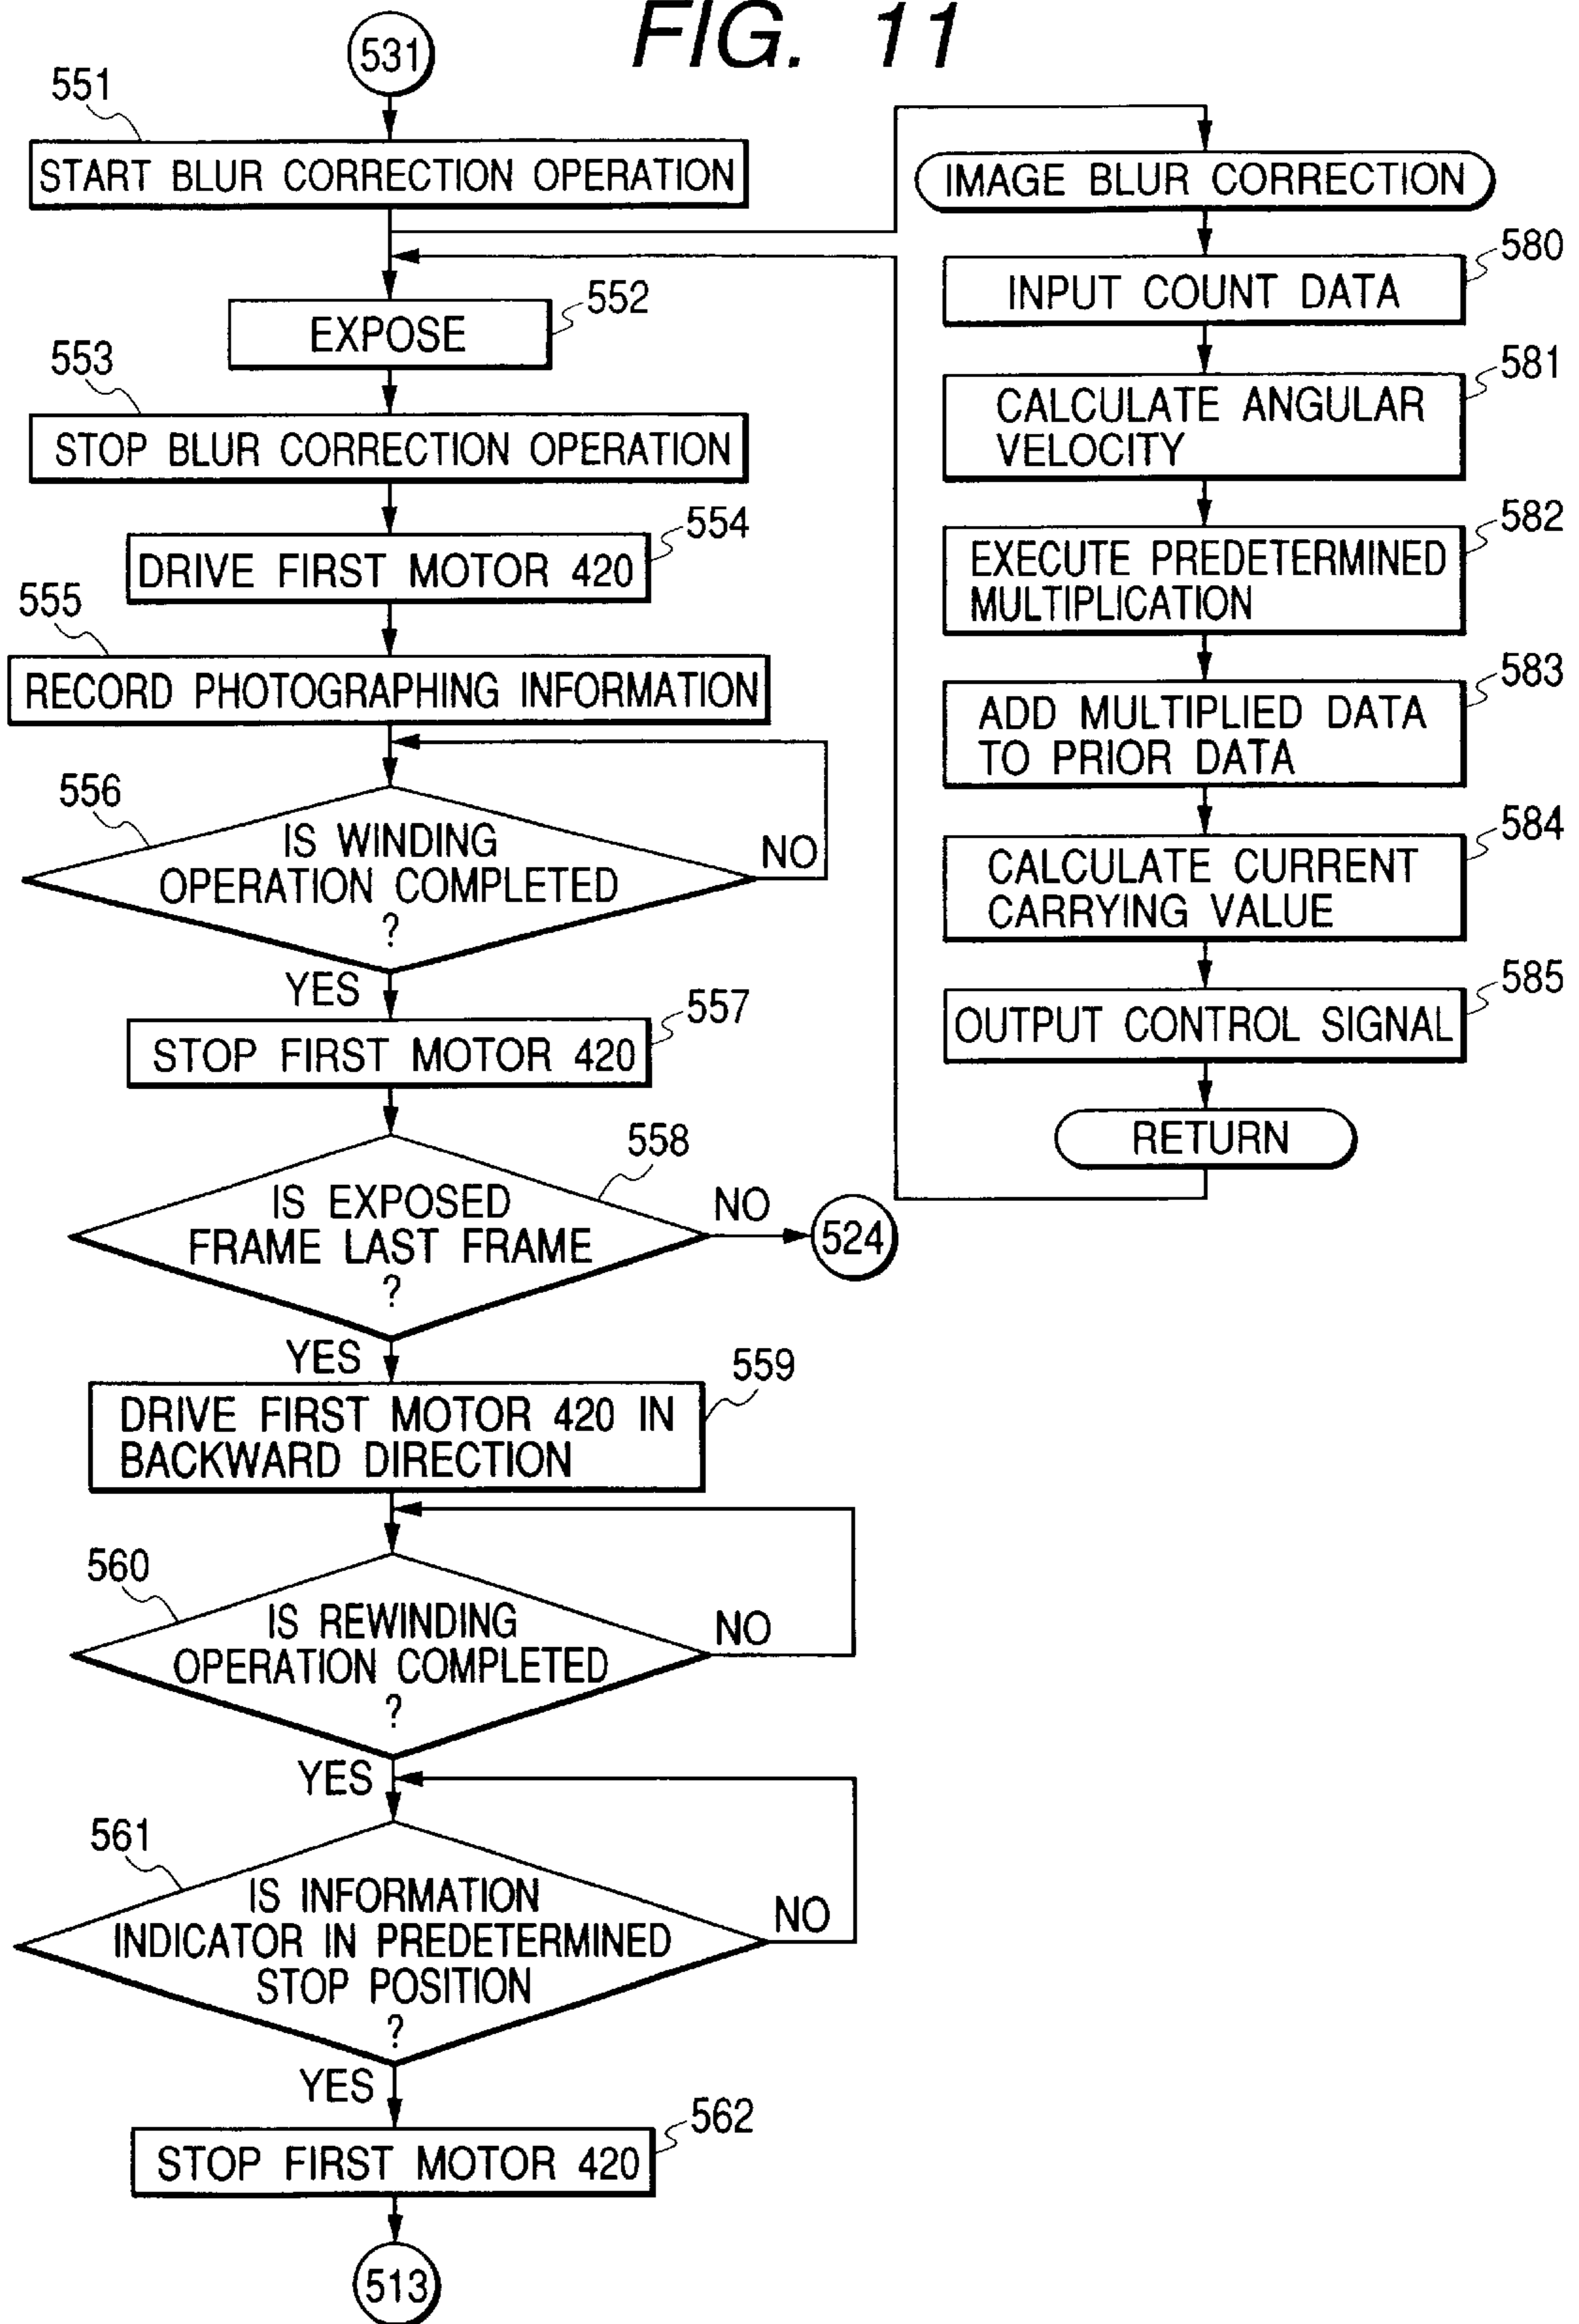 FIG. 11
531
551
START BLUR CORRECTION OPERATION
552
EXPOSE
553
STOP BLUR CORRECTION OPERATION
554
DRIVE FIRST MOTOR 420
555
RECORD PHOTOGRAPHING INFORMATION
556
IS WINDING
OPERATION COMPLETED
?
NO
YES
557
STOP FIRST MOTOR 420
558
IS EXPOSED
FRAME LAST FRAME
?
NO
524
YES
559
DRIVE FIRST MOTOR 420 IN
BACKWARD DIRECTION
560
IS REWINDING
OPERATION COMPLETED
?
NO
YES
561
IS INFORMATION
INDICATOR IN PREDETERMINED
STOP POSITION
?
NO
YES
562
STOP FIRST MOTOR 420
513
IMAGE BLUR CORRECTION
580
INPUT COUNT DATA
581
CALCULATE ANGULAR
VELOCITY
582
EXECUTE PREDETERMINED
MULTIPLICATION
583
ADD MULTIPLIED DATA
TO PRIOR DATA
584
CALCULATE CURRENT
CARRYING VALUE
585
OUTPUT CONTROL SIGNAL
RETURN